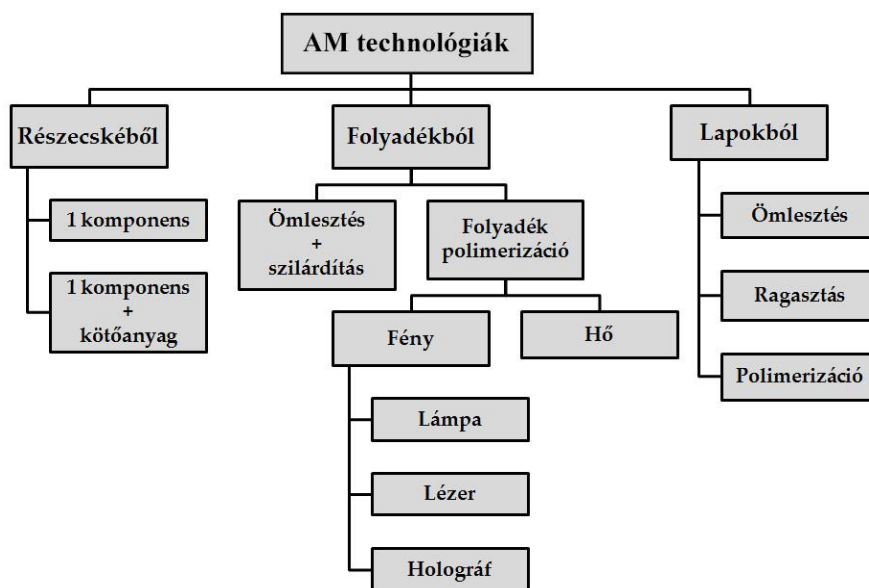 AM technológiák
Részecskéből
Folyadékból
Lapokból
1 komponens
1 komponens
+
kötőanyag
Ömlesztés
+
szilárdítás
Folyadék
polimerizáció
Fény
Hő
Lámpa
Lézer
Holográf
Ömlesztés
Ragasztás
Polimerizáció